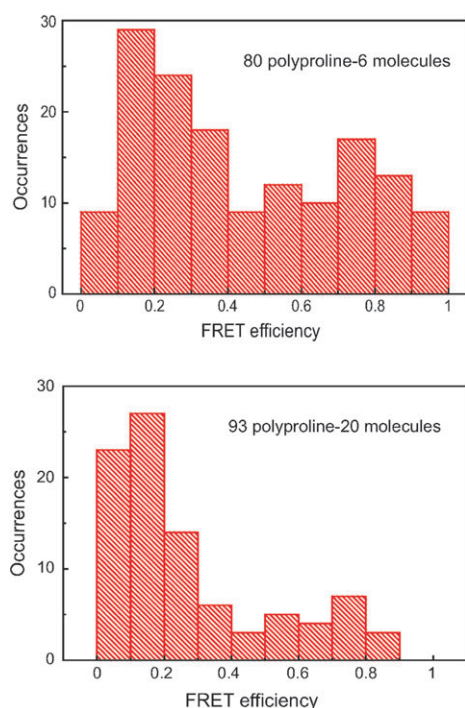 30
80 polyproline-6 molecules
20
Occurrences
10
0
0 0.2 0.4 0.6 0.8 1
FRET efficiency
30
93 polyproline-20 molecules
20
Occurrences
10
0
0 0.2 0.4 0.6 0.8 1
FRET efficiency